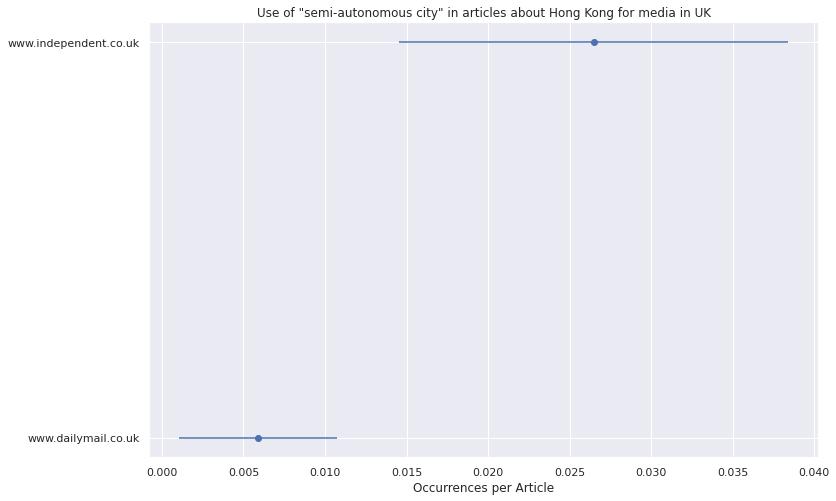 Use of "semi-autonomous city" in articles about Hong Kong for media in UK
www.independent.co.uk
www.dailymail.co.uk
0.000 0.005 0.010 0.015 0.020 0.025 0.030 0.035 0.040
Occurrences per Article